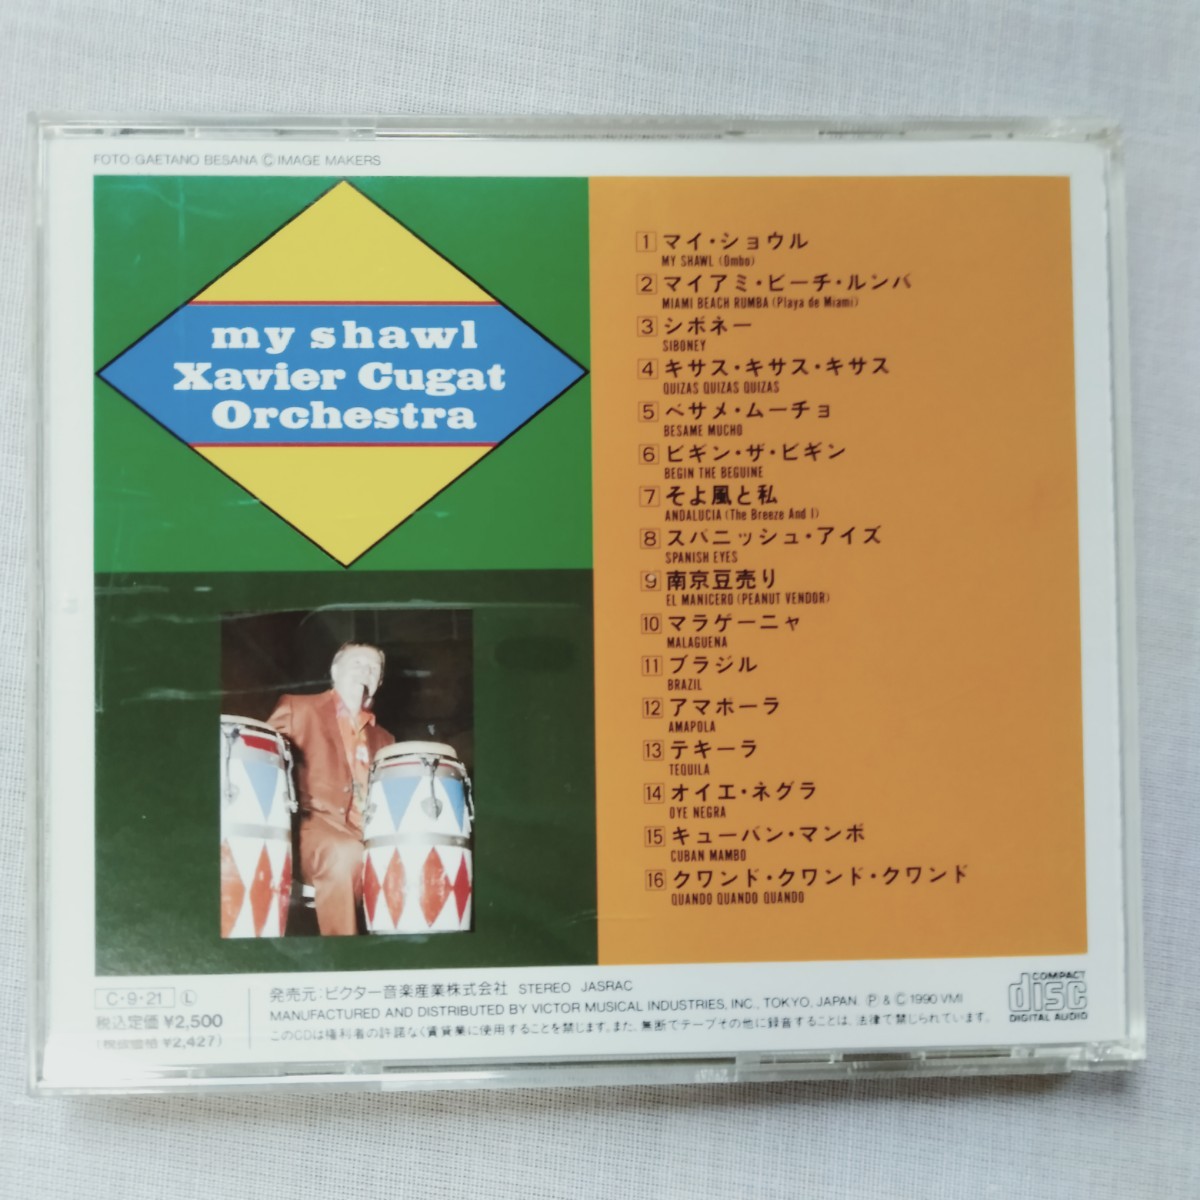 FOTO GAETANO BESANA © IMAGE MAKERS
my shawl
Xavier Cugat
Orchestra
1 マイ・ショウル
MY SHAWL (Ombo)
2 マイアミ・ビーチ・ルンバ
MIAMI BEACH RUMBA (Playa de Miami)
3 シボネー
SIBONEY
4 キサス・キサス・キサス
QUIZAS QUIZAS QUIZAS
5 ベサメ・ムーチョ
BESAME MUCHO
6 ビギン・ザ・ビギン
BEGIN THE BEGUINE
7 そよ風と私
ANDALUCIA (The Breeze And I)
8 スパニッシュ・アイズ
SPANISH EYES
9 南京豆売り
EL MANICERO (PEANUT VENDOR)
10 マラゲーニャ
MALAGUENA
11 ブラジル
BRAZIL
12 アマポーラ
AMAPOLA
13 テキーラ
TEQUILA
14 オイエ・ネグラ
OYE NEGRA
15 キューバン・マンボ
CUBAN MAMBO
16 クワンド・クワンド・クワンド
QUANDO QUANDO QUANDO
C・9・21 Ⓛ
税込定価 ¥2,500
(税抜価格 ¥2,427)
発売元:ビクター音楽産業株式会社 STEREO JASRAC
MANUFACTURED AND DISTRIBUTED BY VICTOR MUSICAL INDUSTRIES, INC., TOKYO, JAPAN ℗ & © 1990 VMI
このCDは権利者の許諾なく賃貸業に使用することを禁じます。また、無断でテープその他に録音することは、法律で禁じられています。
COMPACT
disc
DIGITAL AUDIO